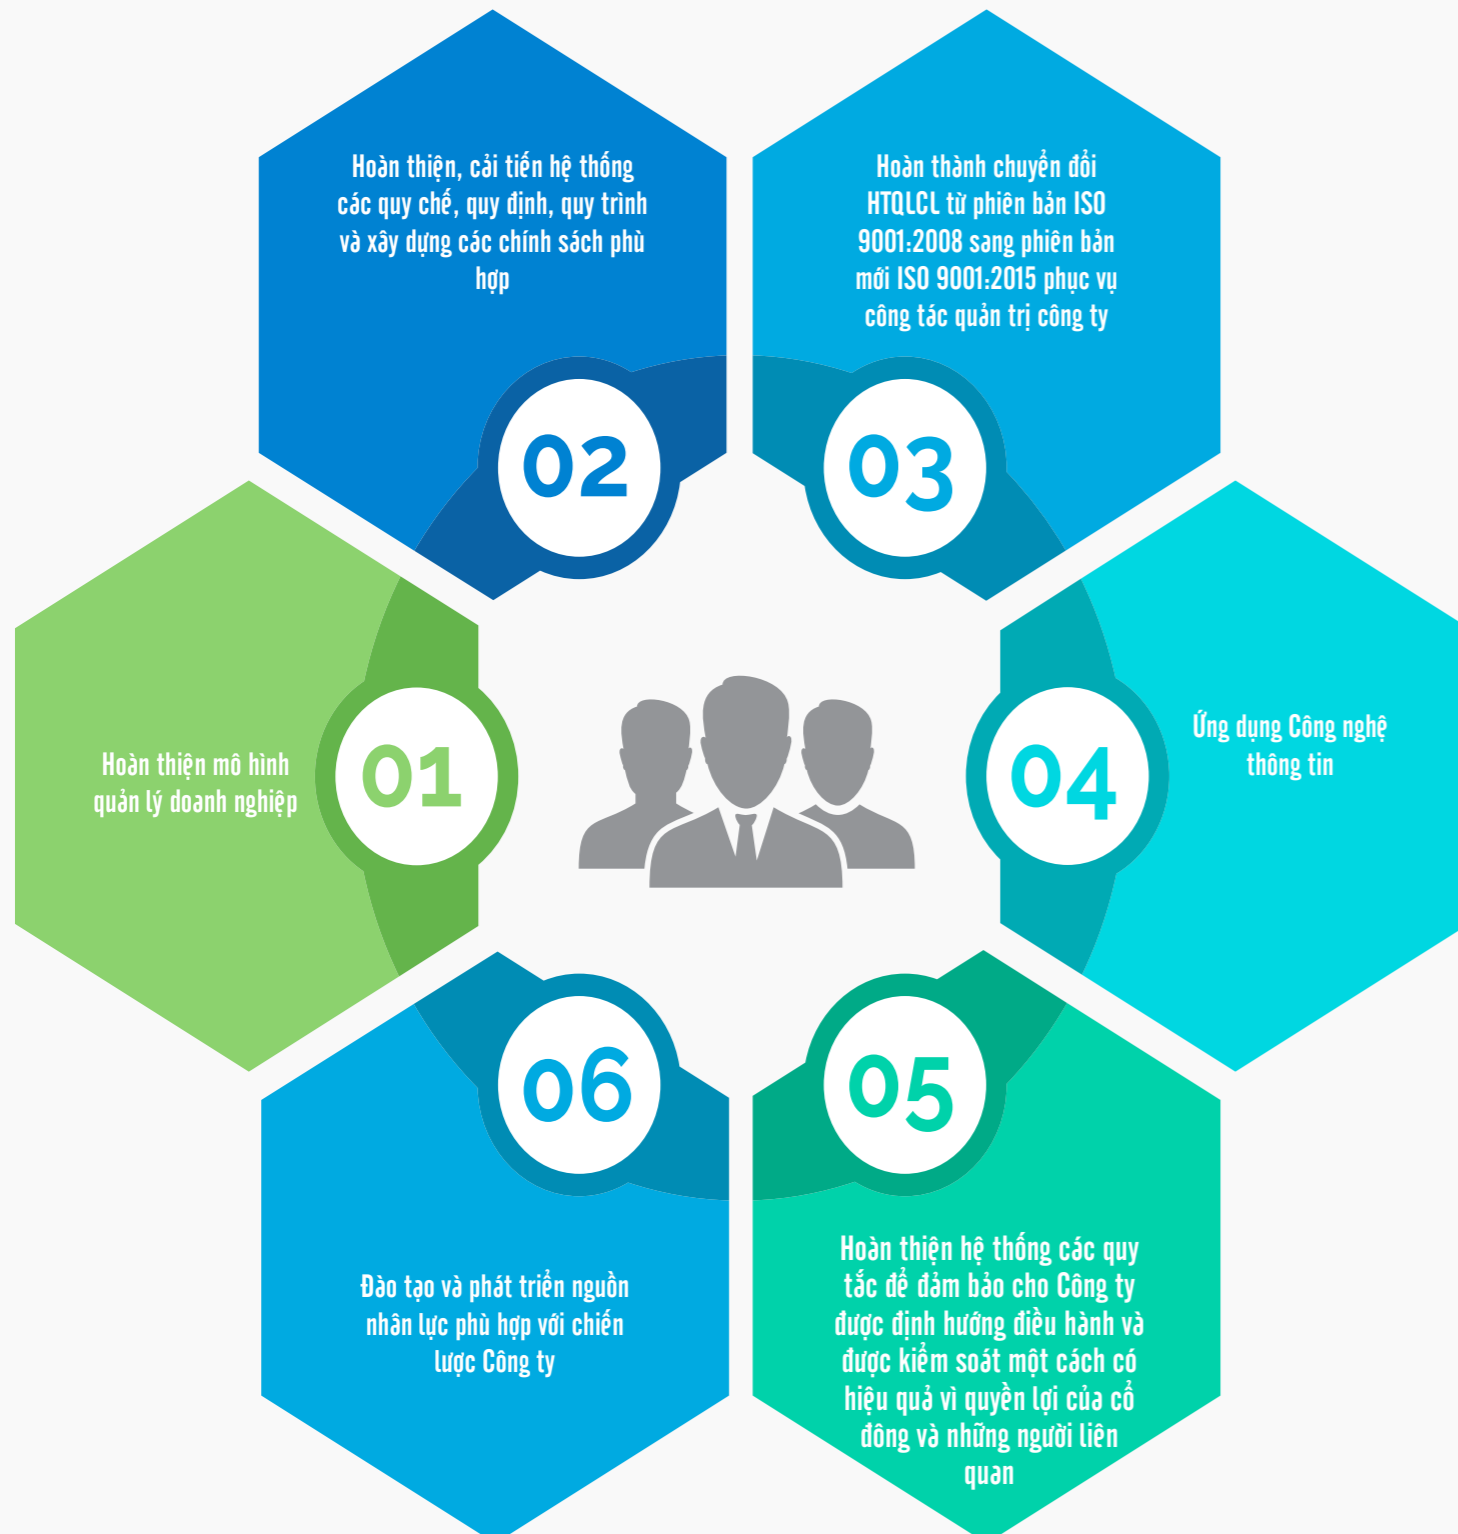 01
Hoàn thiện mô hình
quản lý doanh nghiệp
02
Hoàn thiện, cải tiến hệ thống
các quy chế, quy định, quy trình
và xây dựng các chính sách phù
hợp
03
Hoàn thành chuyển đổi
HTQLCL từ phiên bản ISO
9001:2008 sang phiên bản
mới ISO 9001:2015 phục vụ
công tác quản trị công ty
04
Ứng dụng Công nghệ
thông tin
05
Hoàn thiện hệ thống các quy
tắc để đảm bảo cho Công ty
được định hướng điều hành và
được kiểm soát một cách có
hiệu quả vì quyền lợi của cổ
đông và những người liên
quan
06
Đào tạo và phát triển nguồn
nhân lực phù hợp với chiến
lược Công ty